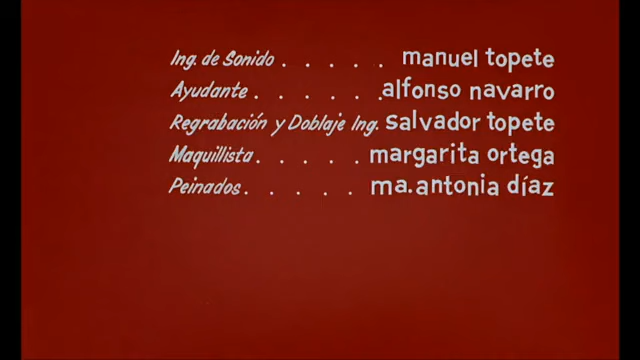 Ing. de Sonido . . . . . manuel topete
Ayudante . . . . . . alfonso navarro
Regrabación y Doblaje Ing. salvador topete
Maquillista . . . . . margarita ortega
Peinados . . . . . ma. antonia díaz